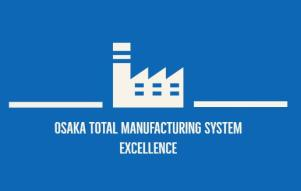 OSAKA TOTAL MANUFACTURING SYSTEM
EXCELLENCE